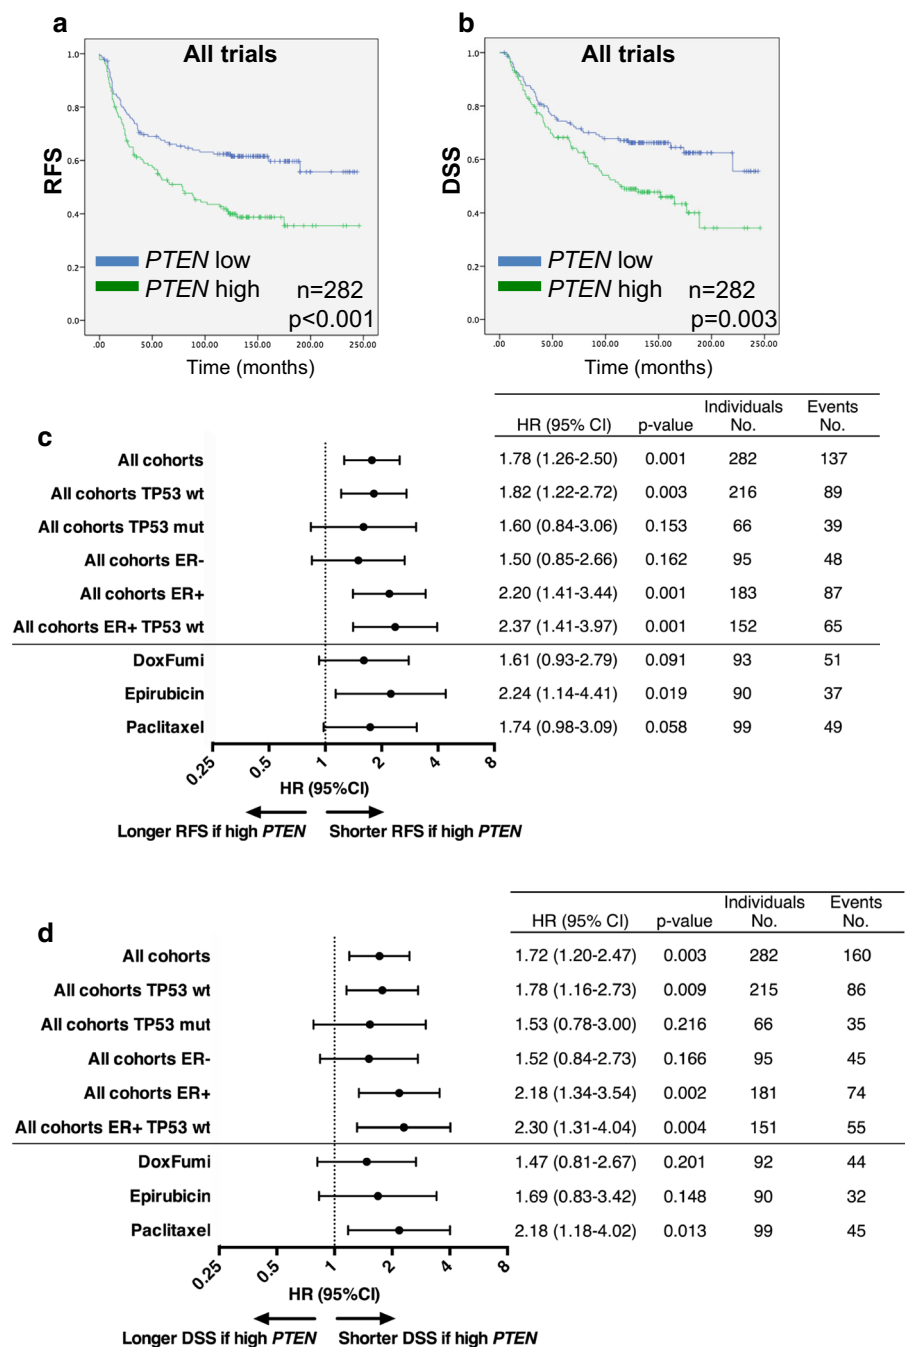 a
All trials
1.0
0.8
0.6
0.4
0.2
0.0
RFS
PTEN low
PTEN high
n=282
p<0.001
.00 50.00 100.00 150.00 200.00 250.00
Time (months)
b
All trials
1.0
0.8
0.6
0.4
0.2
0.0
DSS
PTEN low
PTEN high
n=282
p=0.003
.00 50.00 100.00 150.00 200.00 250.00
Time (months)
c
Individuals Events
HR (95% CI) p-value No. No.
All cohorts 1.78 (1.26-2.50) 0.001 282 137
All cohorts TP53 wt 1.82 (1.22-2.72) 0.003 216 89
All cohorts TP53 mut 1.60 (0.84-3.06) 0.153 66 39
All cohorts ER- 1.50 (0.85-2.66) 0.162 95 48
All cohorts ER+ 2.20 (1.41-3.44) 0.001 183 87
All cohorts ER+ TP53 wt 2.37 (1.41-3.97) 0.001 152 65
DoxFumi 1.61 (0.93-2.79) 0.091 93 51
Epirubicin 2.24 (1.14-4.41) 0.019 90 37
Paclitaxel 1.74 (0.98-3.09) 0.058 99 49
0.25 0.5 1 2 4 8
HR (95%CI)
Longer RFS if high PTEN Shorter RFS if high PTEN
d
Individuals Events
HR (95% CI) p-value No. No.
All cohorts 1.72 (1.20-2.47) 0.003 282 160
All cohorts TP53 wt 1.78 (1.16-2.73) 0.009 215 86
All cohorts TP53 mut 1.53 (0.78-3.00) 0.216 66 35
All cohorts ER- 1.52 (0.84-2.73) 0.166 95 45
All cohorts ER+ 2.18 (1.34-3.54) 0.002 181 74
All cohorts ER+ TP53 wt 2.30 (1.31-4.04) 0.004 151 55
DoxFumi 1.47 (0.81-2.67) 0.201 92 44
Epirubicin 1.69 (0.83-3.42) 0.148 90 32
Paclitaxel 2.18 (1.18-4.02) 0.013 99 45
0.25 0.5 1 2 4 8
HR (95%CI)
Longer DSS if high PTEN Shorter DSS if high PTEN